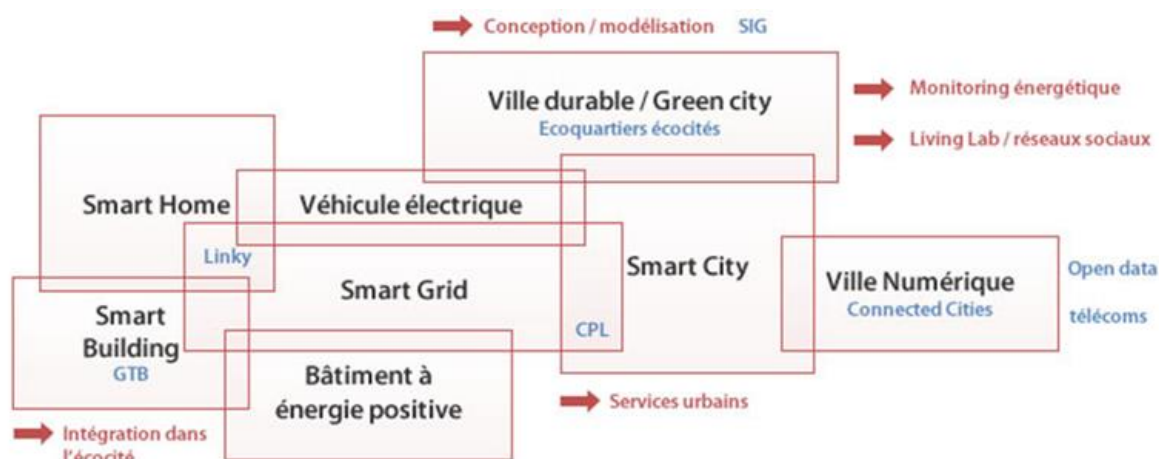 Conception / modélisation SIG
Ville durable / Green city
Ecoquartiers écocités
Monitoring énergétique
Living Lab / réseaux sociaux
Smart Home
Véhicule électrique
Linky
Smart Grid
Smart City
CPL
Ville Numérique
Connected Cities
Open data
télécoms
Smart
Building
GTB
Bâtiment à
énergie positive
Services urbains
Intégration dans
l'écocité